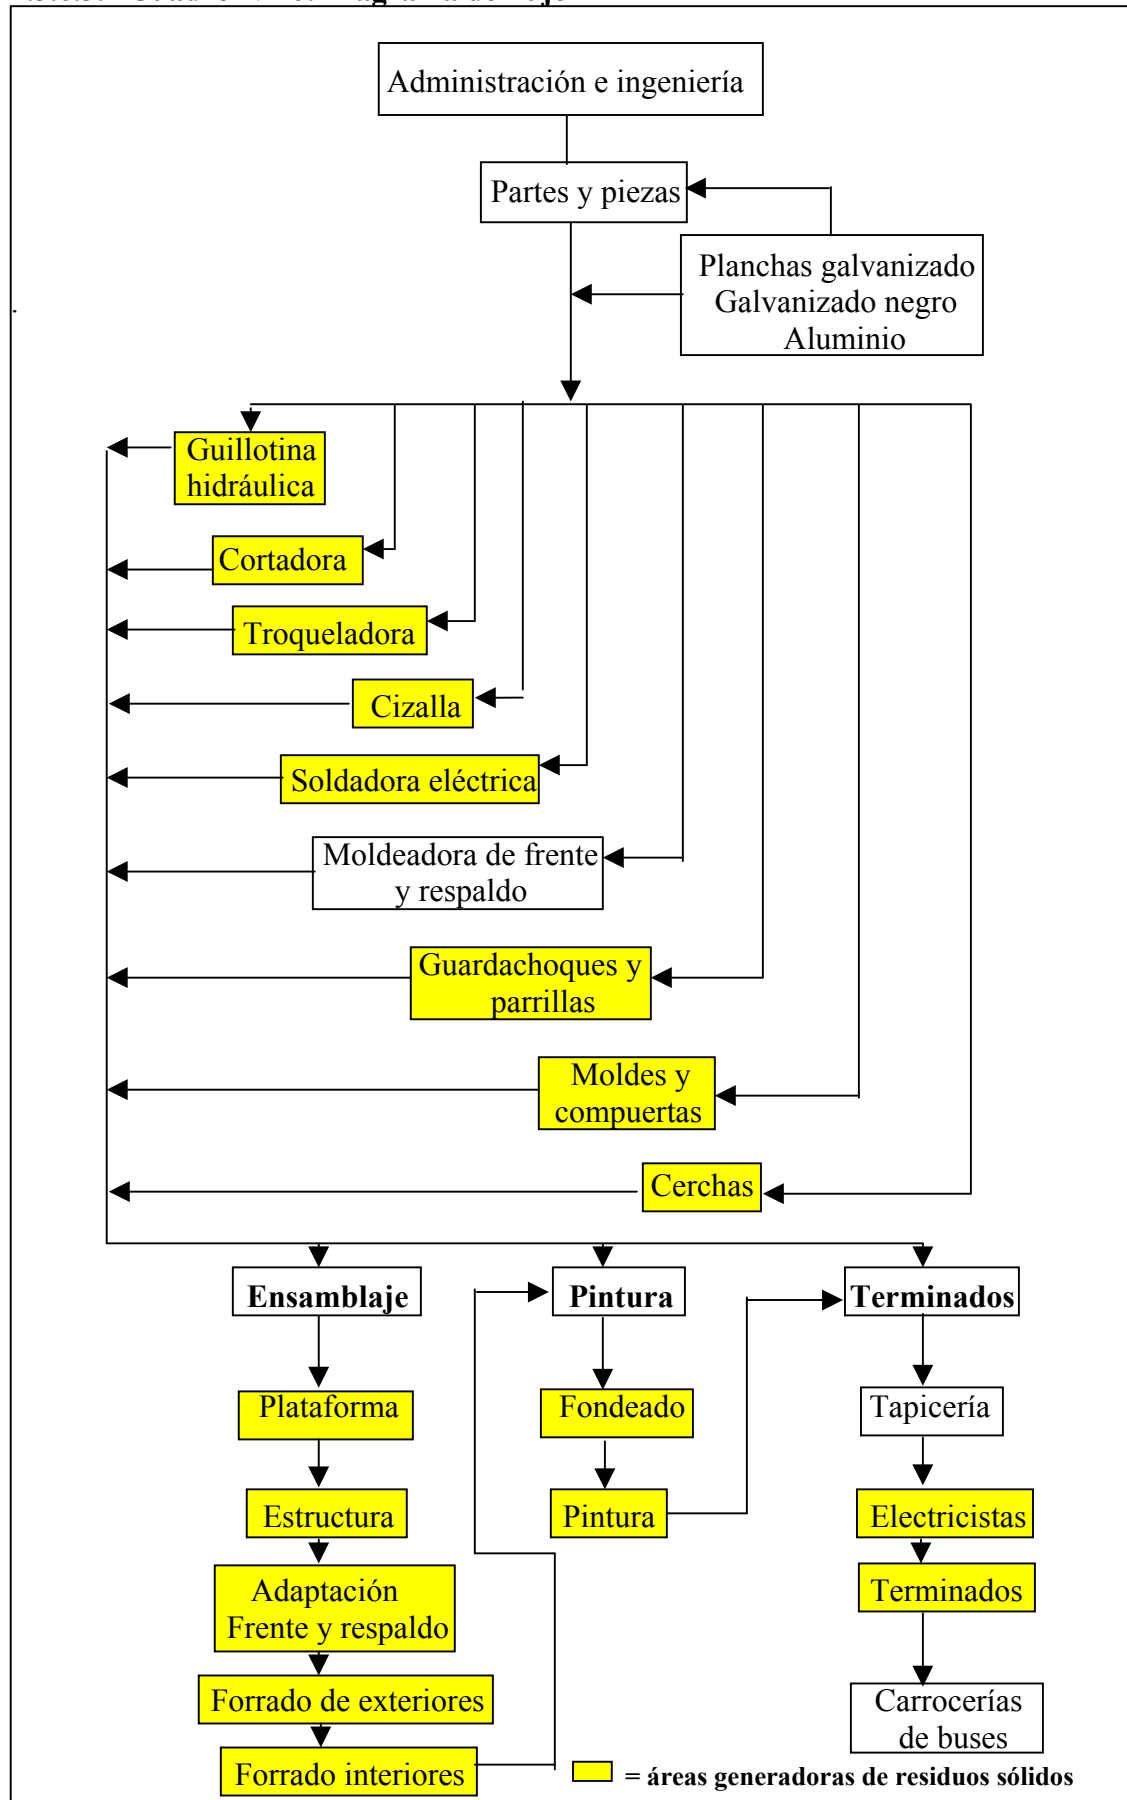 Administración e ingeniería
Partes y piezas
Planchas galvanizado
Galvanizado negro
Aluminio
Guillotina
hidráulica
Cortadora
Troqueladora
Cizalla
Soldadora eléctrica
Moldeadora de frente
y respaldo
Guardachoques y
parrillas
Moldes y
compuertas
Cerchas
Ensamblaje
Pintura
Terminados
Plataforma
Fondeado
Tapicería
Estructura
Pintura
Electricistas
Adaptación
Frente y respaldo
Terminados
Forrado de exteriores
Carrocerías
de buses
Forrado interiores
= áreas generadoras de residuos sólidos